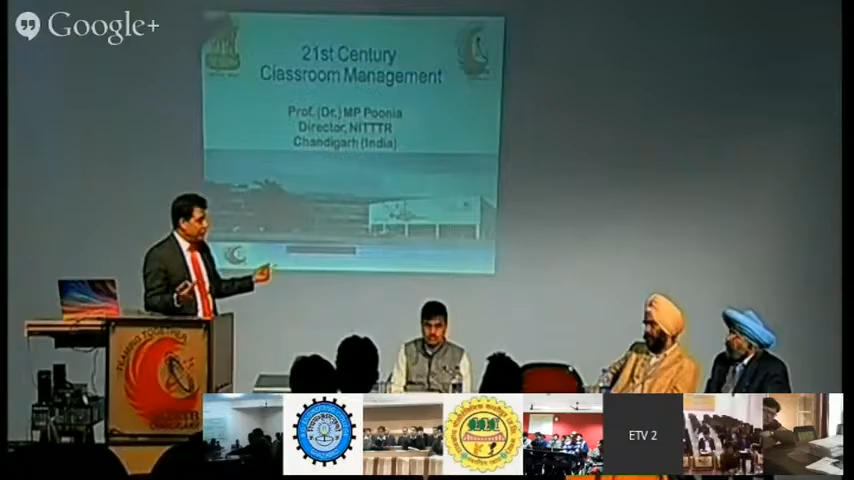 Google+
21st Century
Classroom Management
Prof. (Dr.) MP Poonia
Director, NITTTR
Chandigarh (India)
ETV 2